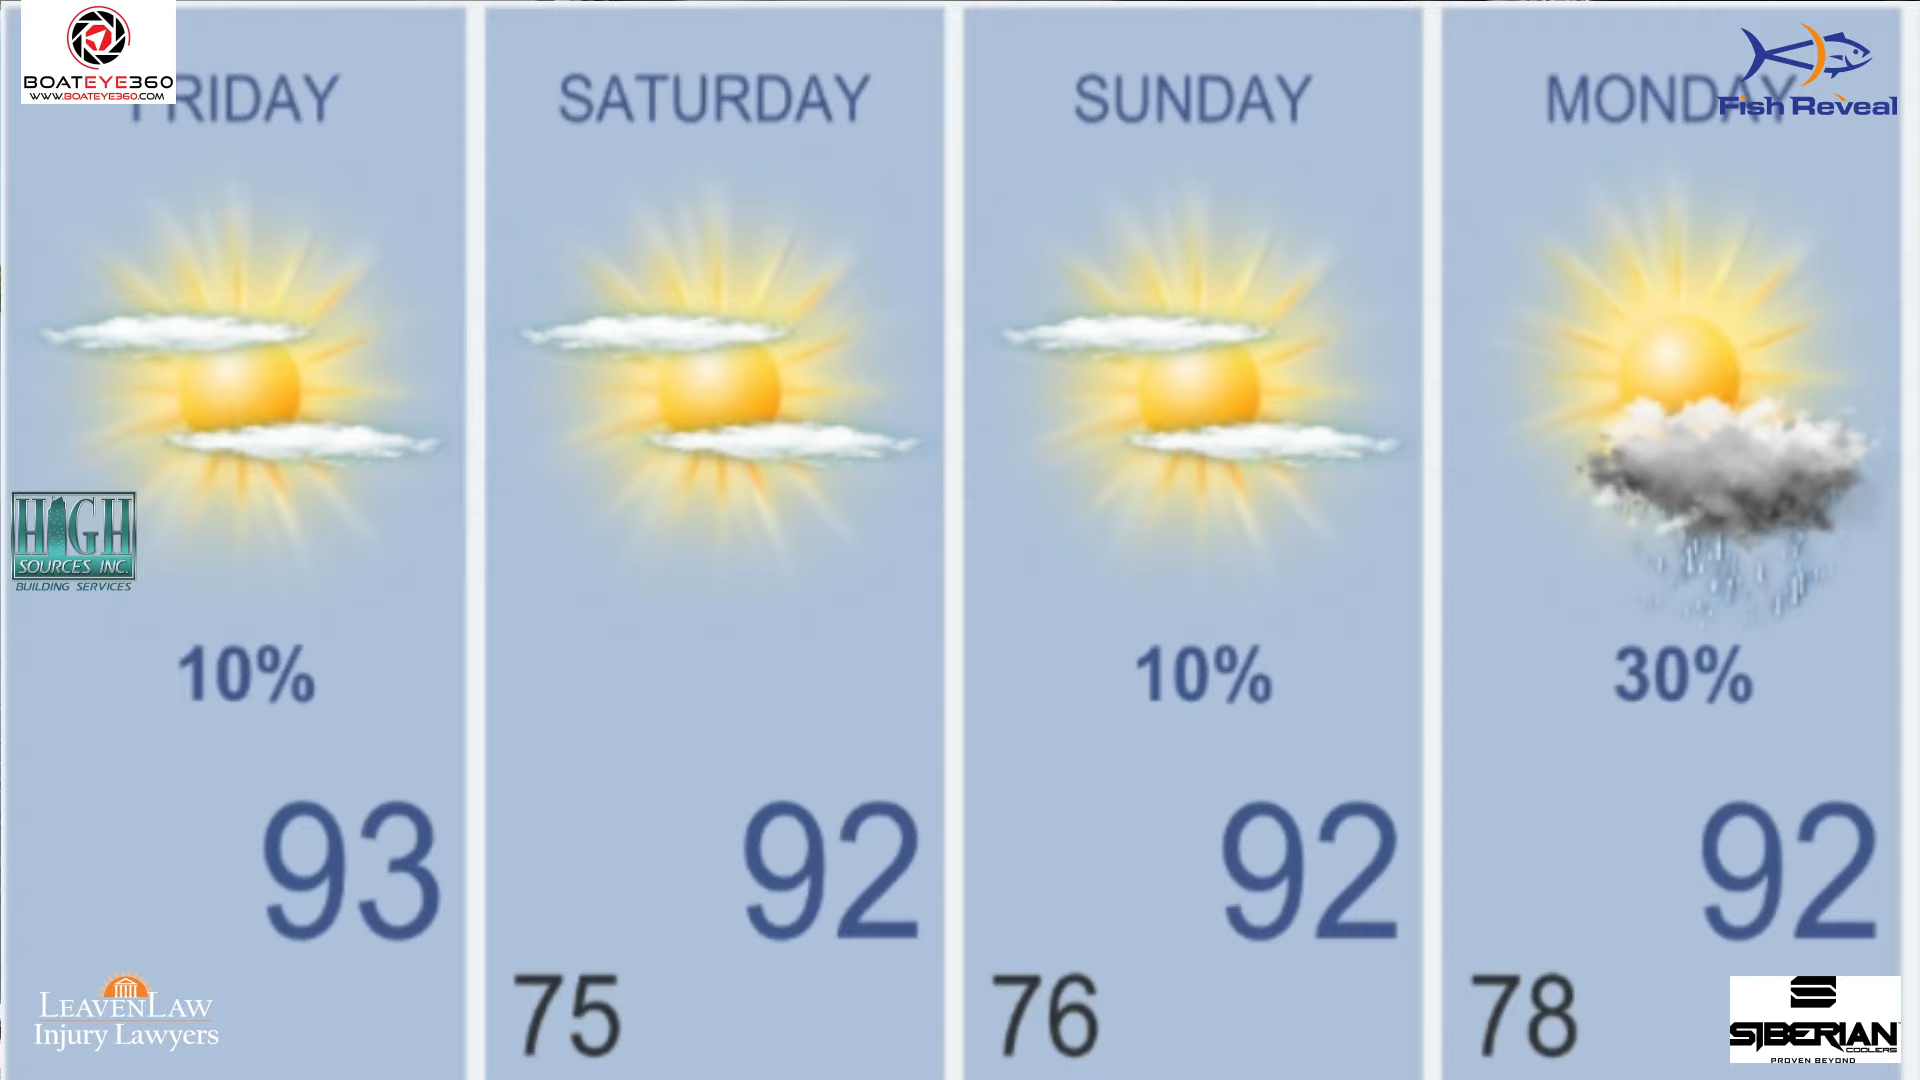 BOATEYE360
WWW.BOATEYE360.COM
FRIDAY
SATURDAY
SUNDAY
MONDAY
Fish Reveal
HIGH
SOURCES INC.
BUILDING SERVICES
10%
10%
30%
93
92
92
92
75
76
78
LEAVENLAW
Injury Lawyers
SIBERIAN
COOLERS
PROVEN BEYOND